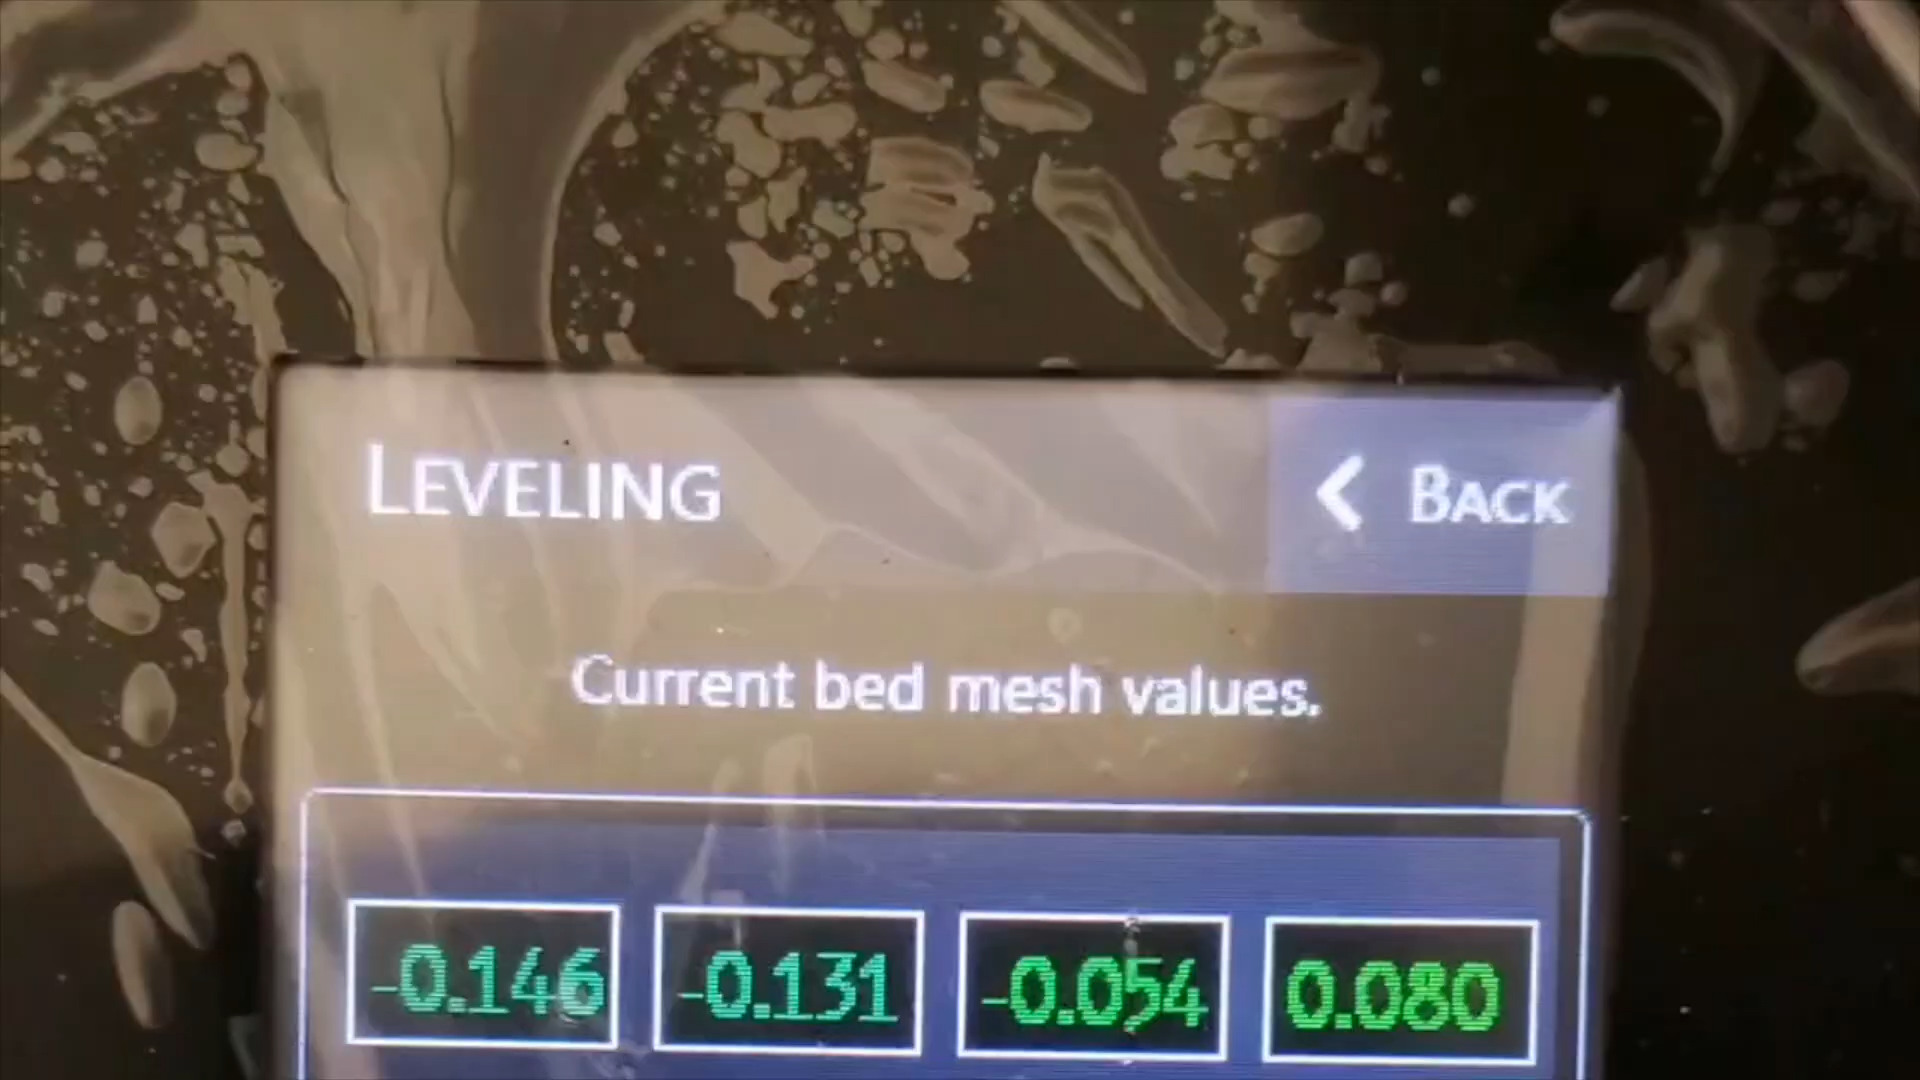 LEVELING
BACK
Current bed mesh values.
-0.146 -0.131 -0.054 0.080